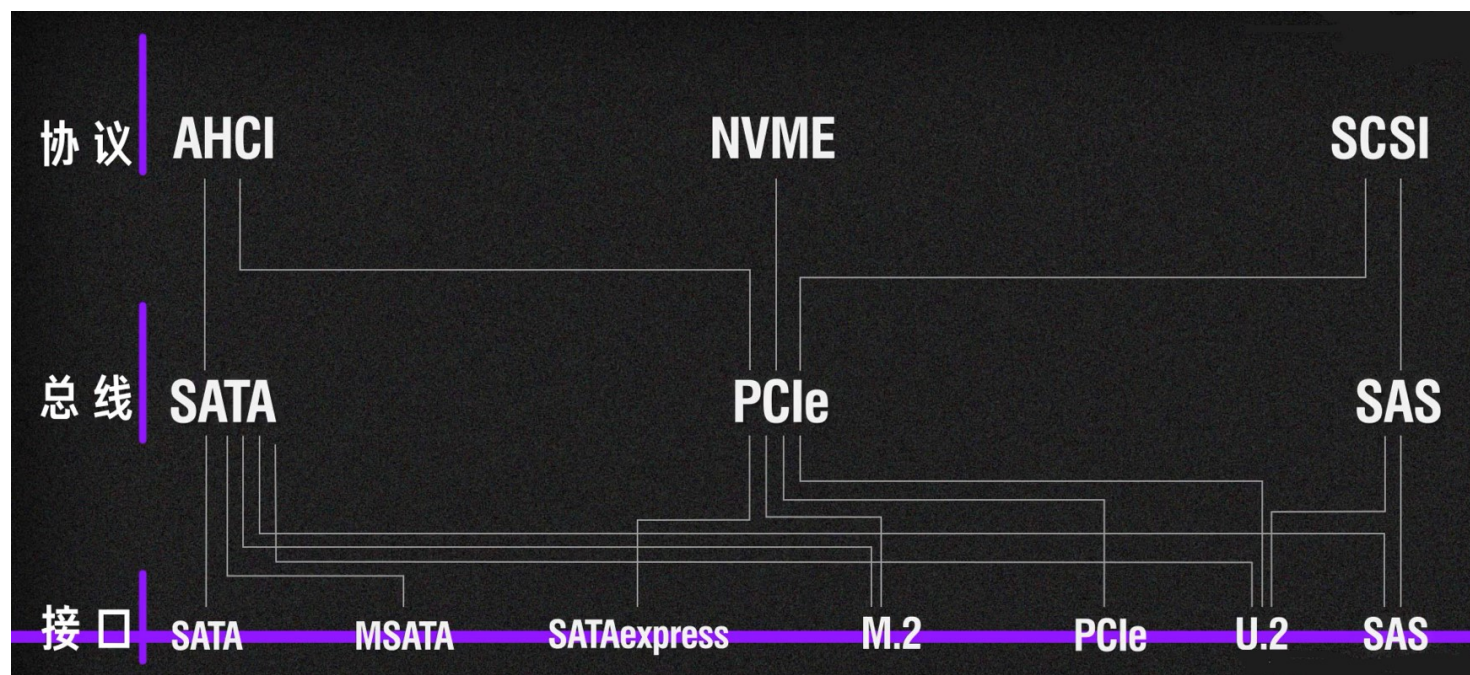 协议 AHCI NVME SCSI
总线 SATA PCIe SAS
接口 SATA MSATA SATAexpress M.2 PCIe U.2 SAS